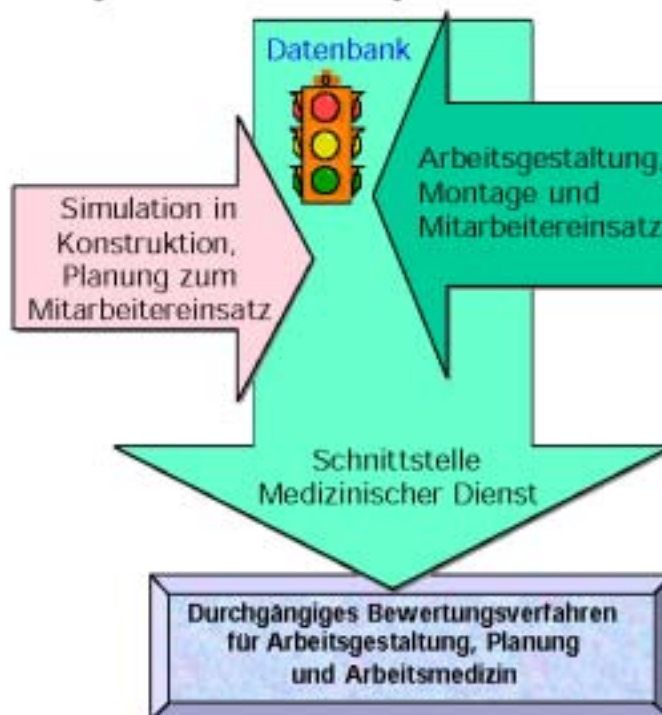 Datenbank
Arbeitsgestaltung,
Montage und
Mitarbeitereinsatz
Simulation in
Konstruktion,
Planung zum
Mitarbeitereinsatz
Schnittstelle
Medizinischer Dienst
Durchgängiges Bewertungsverfahren
für Arbeitsgestaltung, Planung
und Arbeitsmedizin